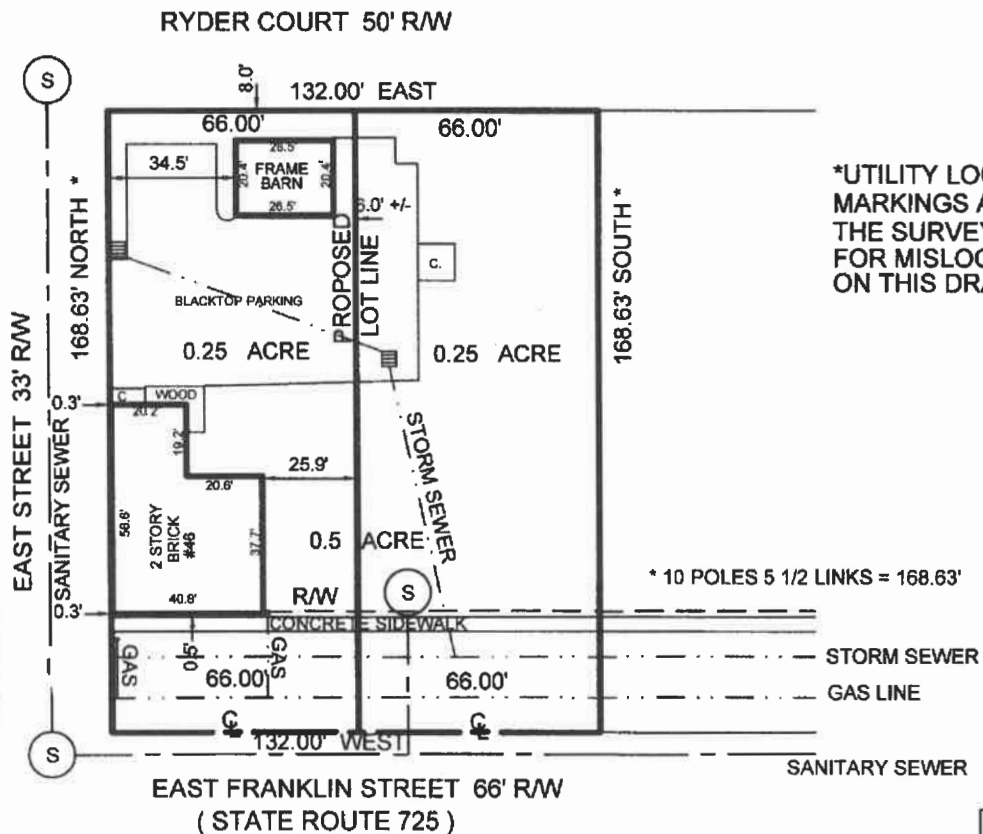 RYDER COURT 50' R/W
S
8.0'
132.00' EAST
66.00'
66.00'
34.5'
26.5'
20.4'
FRAME
BARN
20.4'
26.5'
6.0' +/-
168.63' NORTH *
PROPOSED
LOT LINE
C.
168.63' SOUTH *
*UTILITY LOC
MARKINGS A
THE SURVEY
FOR MISLOC
ON THIS DRA
BLACKTOP PARKING
0.25 ACRE
0.25 ACRE
EAST STREET 33' R/W
SANITARY SEWER
0.3'
C
WOOD
20.2'
19.2'
20.6'
25.9'
STORM SEWER
56.6'
2 STORY
BRICK
#46
37.7'
0.5 ACRE
40.8'
R/W
S
* 10 POLES 5 1/2 LINKS = 168.63'
0.3'
CONCRETE SIDEWALK
GAS
0.5'
GAS
66.00'
66.00'
STORM SEWER
GAS LINE
CL
CL
S
132.00' WEST
SANITARY SEWER
EAST FRANKLIN STREET 66' R/W
( STATE ROUTE 725 )